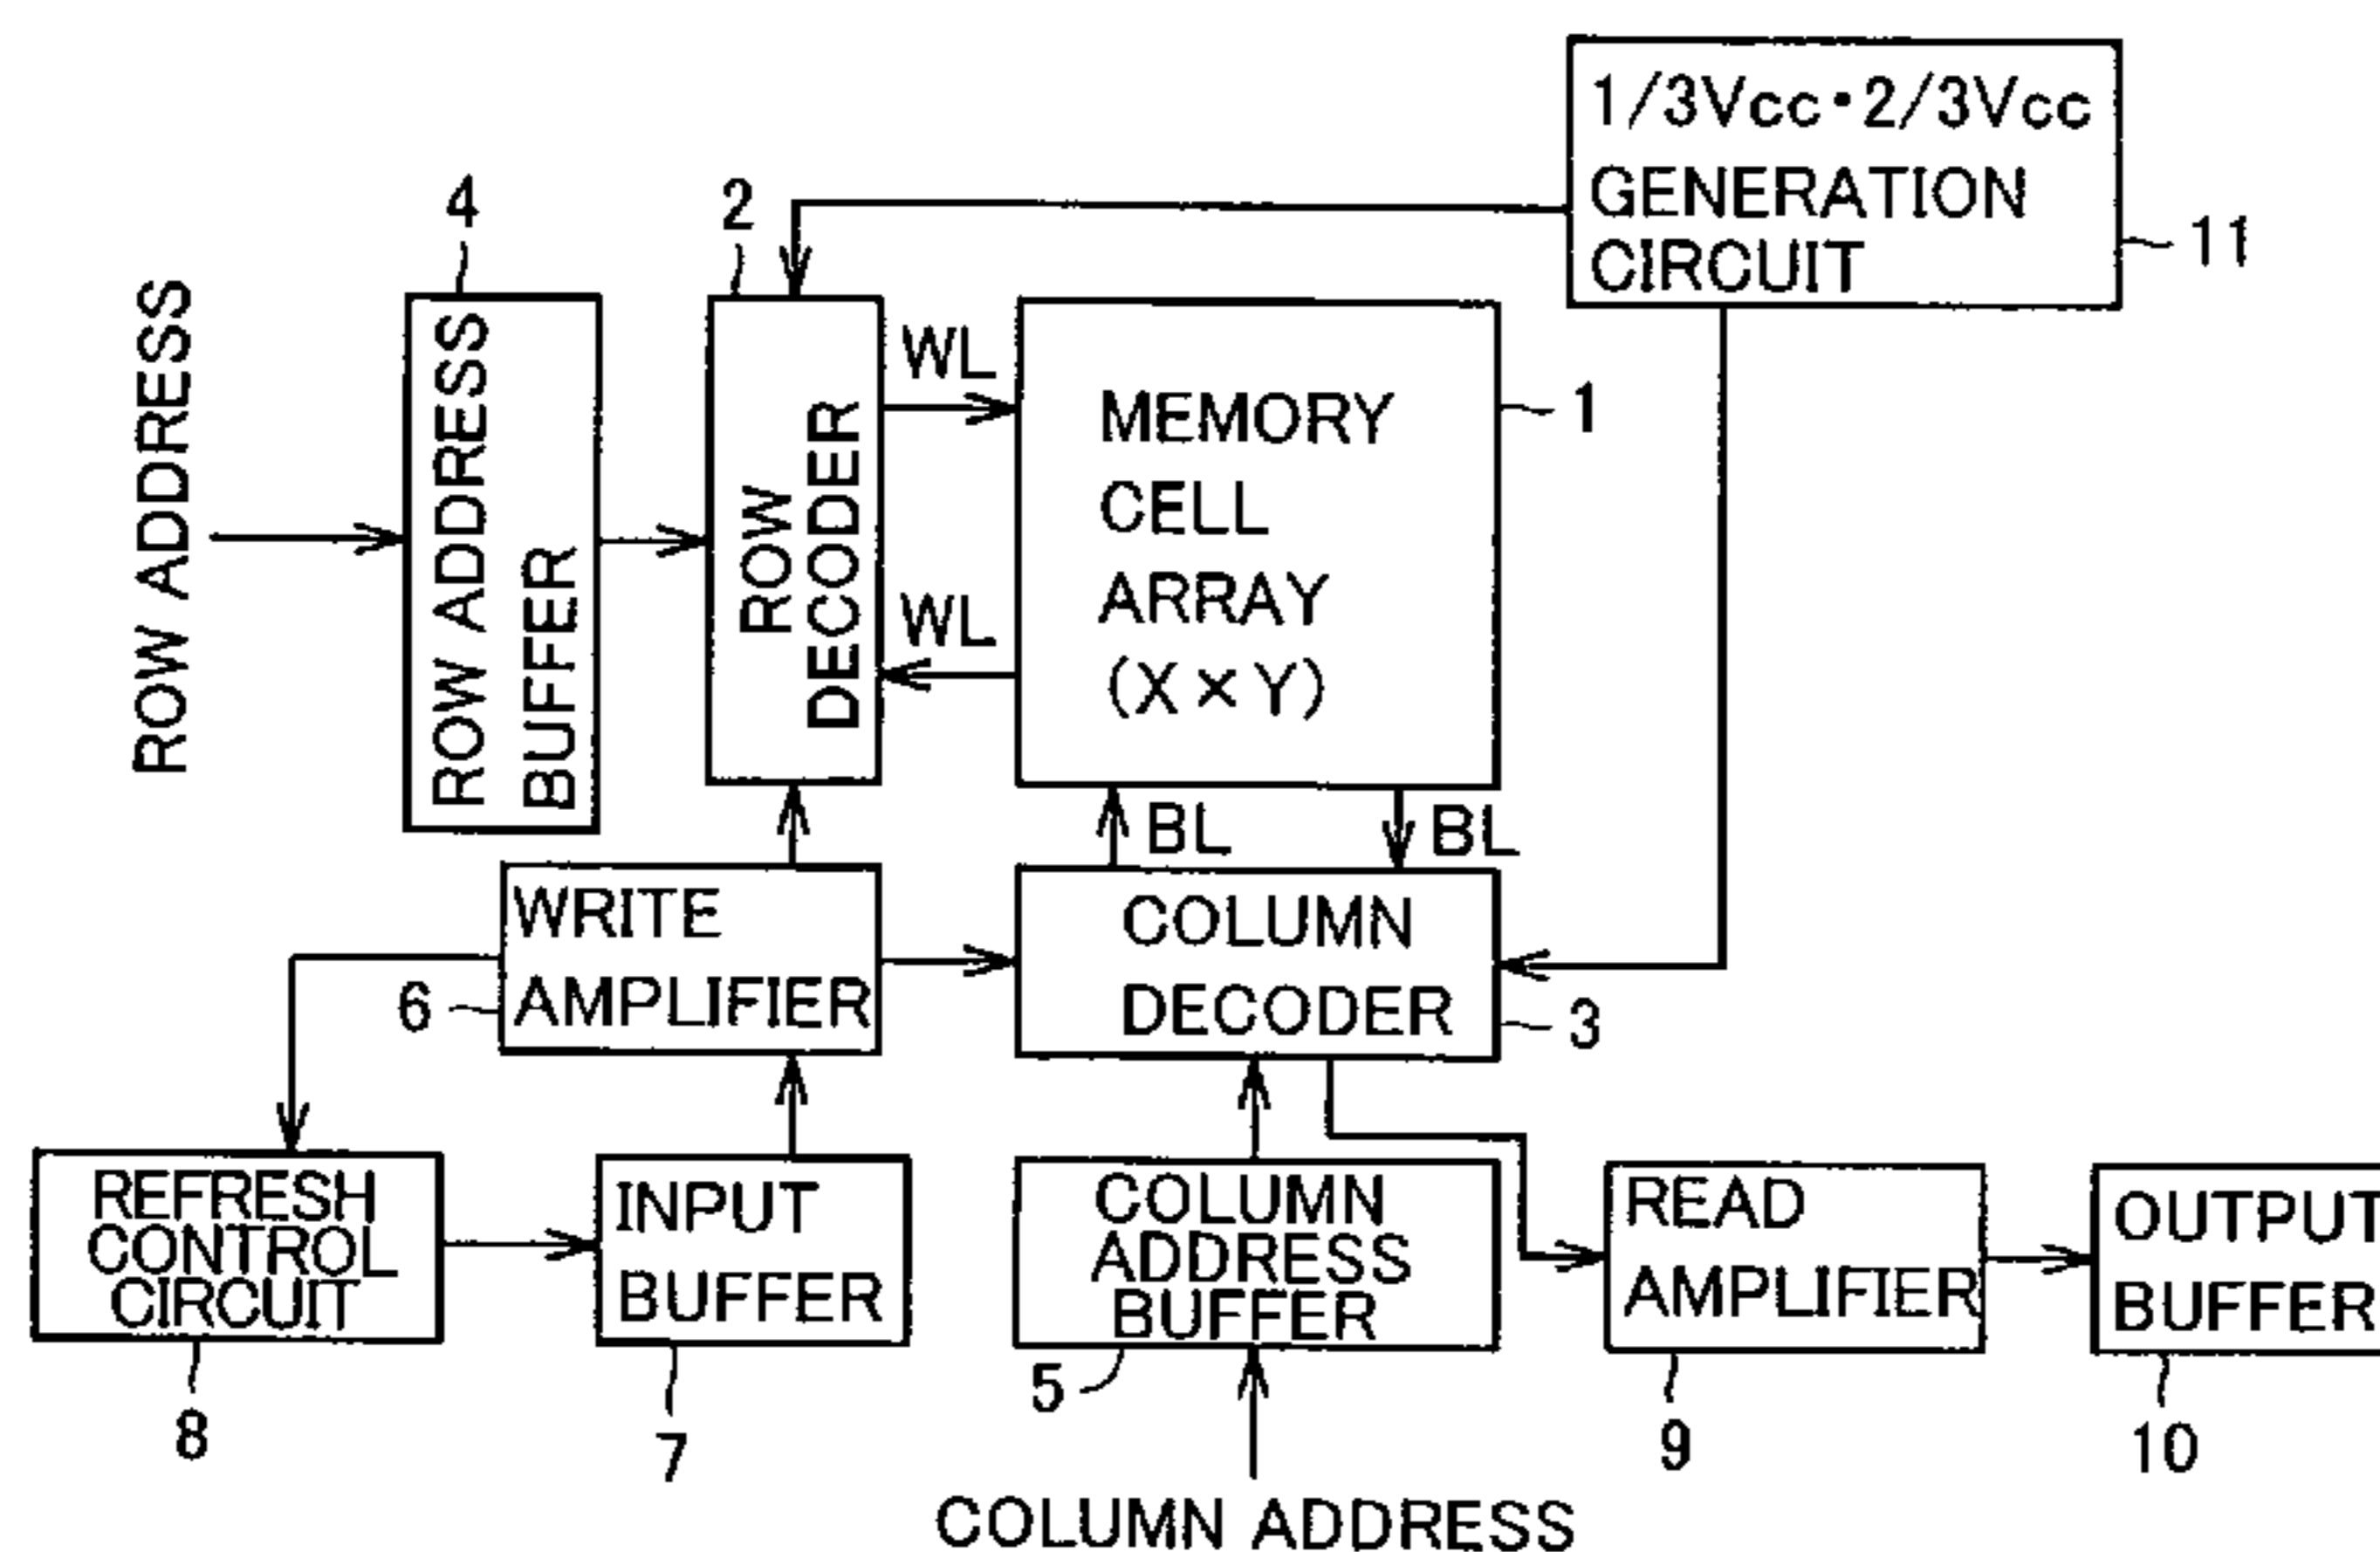 1/3Vcc・2/3Vcc
GENERATION
CIRCUIT
11
4
2
ROW ADDRESS
ROW ADDRESS
BUFFER
ROW
DECODER
WL
WL
MEMORY
CELL
ARRAY
(X × Y)
1
BL
BL
WRITE
AMPLIFIER
6
COLUMN
DECODER
3
REFRESH
CONTROL
CIRCUIT
8
INPUT
BUFFER
7
COLUMN
ADDRESS
BUFFER
5
READ
AMPLIFIER
9
OUTPUT
BUFFER
10
COLUMN ADDRESS